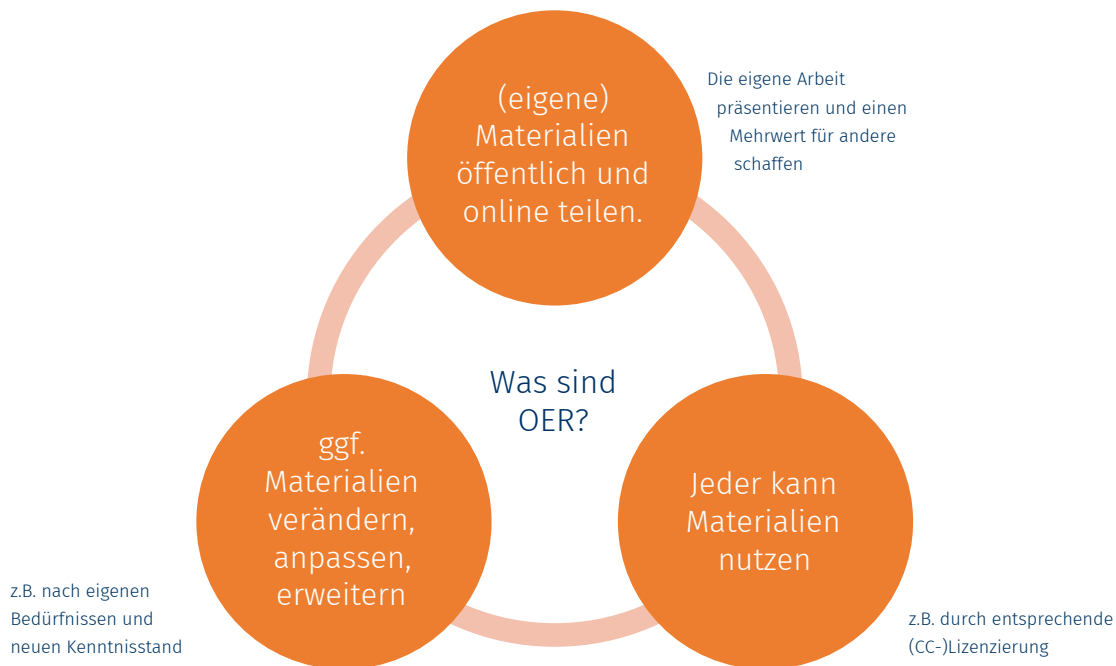 (eigene)
Materialien
öffentlich und
online teilen.
Die eigene Arbeit
präsentieren und einen
Mehrwert für andere
schaffen
Was sind
OER?
ggf.
Materialien
verändern,
anpassen,
erweitern
Jeder kann
Materialien
nutzen
z.B. nach eigenen
Bedürfnissen und
neuen Kenntnisstand
z.B. durch entsprechende
(CC-)Lizenzierung